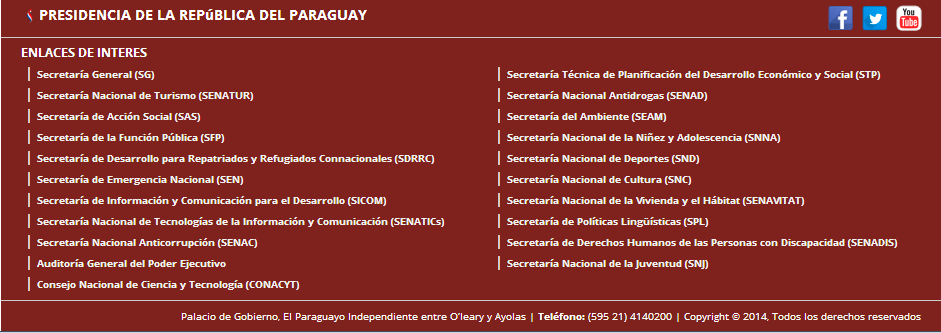 PRESIDENCIA DE LA REPúBLICA DEL PARAGUAY
You
Tube
ENLACES DE INTERES
Secretaría General (SG)
Secretaría Nacional de Turismo (SENATUR)
Secretaría de Acción Social (SAS)
Secretaría de la Función Pública (SFP)
Secretaría de Desarrollo para Repatriados y Refugiados Connacionales (SDRRC)
Secretaría de Emergencia Nacional (SEN)
Secretaría de Información y Comunicación para el Desarrollo (SICOM)
Secretaría Nacional de Tecnologías de la Información y Comunicación (SENATICs)
Secretaría Nacional Anticorrupción (SENAC)
Auditoría General del Poder Ejecutivo
Consejo Nacional de Ciencia y Tecnología (CONACYT)
Secretaría Técnica de Planificación del Desarrollo Económico y Social (STP)
Secretaría Nacional Antidrogas (SENAD)
Secretaría del Ambiente (SEAM)
Secretaría Nacional de la Niñez y Adolescencia (SNNA)
Secretaría Nacional de Deportes (SND)
Secretaría Nacional de Cultura (SNC)
Secretaría Nacional de la Vivienda y el Hábitat (SENAVITAT)
Secretaría de Políticas Lingüísticas (SPL)
Secretaría de Derechos Humanos de las Personas con Discapacidad (SENADIS)
Secretaría Nacional de la Juventud (SNJ)
Palacio de Gobierno, El Paraguayo Independiente entre O'leary y Ayolas | Teléfono: (595 21) 4140200 | Copyright © 2014, Todos los derechos reservados